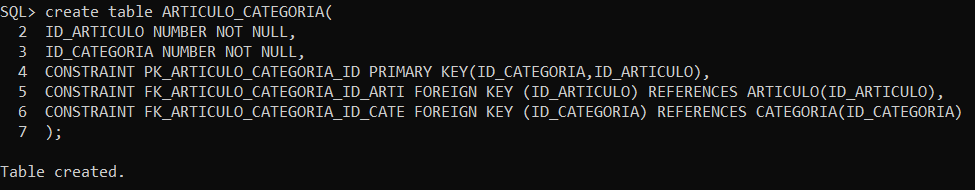 SQL> create table ARTICULO_CATEGORIA(
2 ID_ARTICULO NUMBER NOT NULL,
3 ID_CATEGORIA NUMBER NOT NULL,
4 CONSTRAINT PK_ARTICULO_CATEGORIA_ID PRIMARY KEY(ID_CATEGORIA,ID_ARTICULO),
5 CONSTRAINT FK_ARTICULO_CATEGORIA_ID_ARTI FOREIGN KEY (ID_ARTICULO) REFERENCES ARTICULO(ID_ARTICULO),
6 CONSTRAINT FK_ARTICULO_CATEGORIA_ID_CATE FOREIGN KEY (ID_CATEGORIA) REFERENCES CATEGORIA(ID_CATEGORIA)
7 );
Table created.